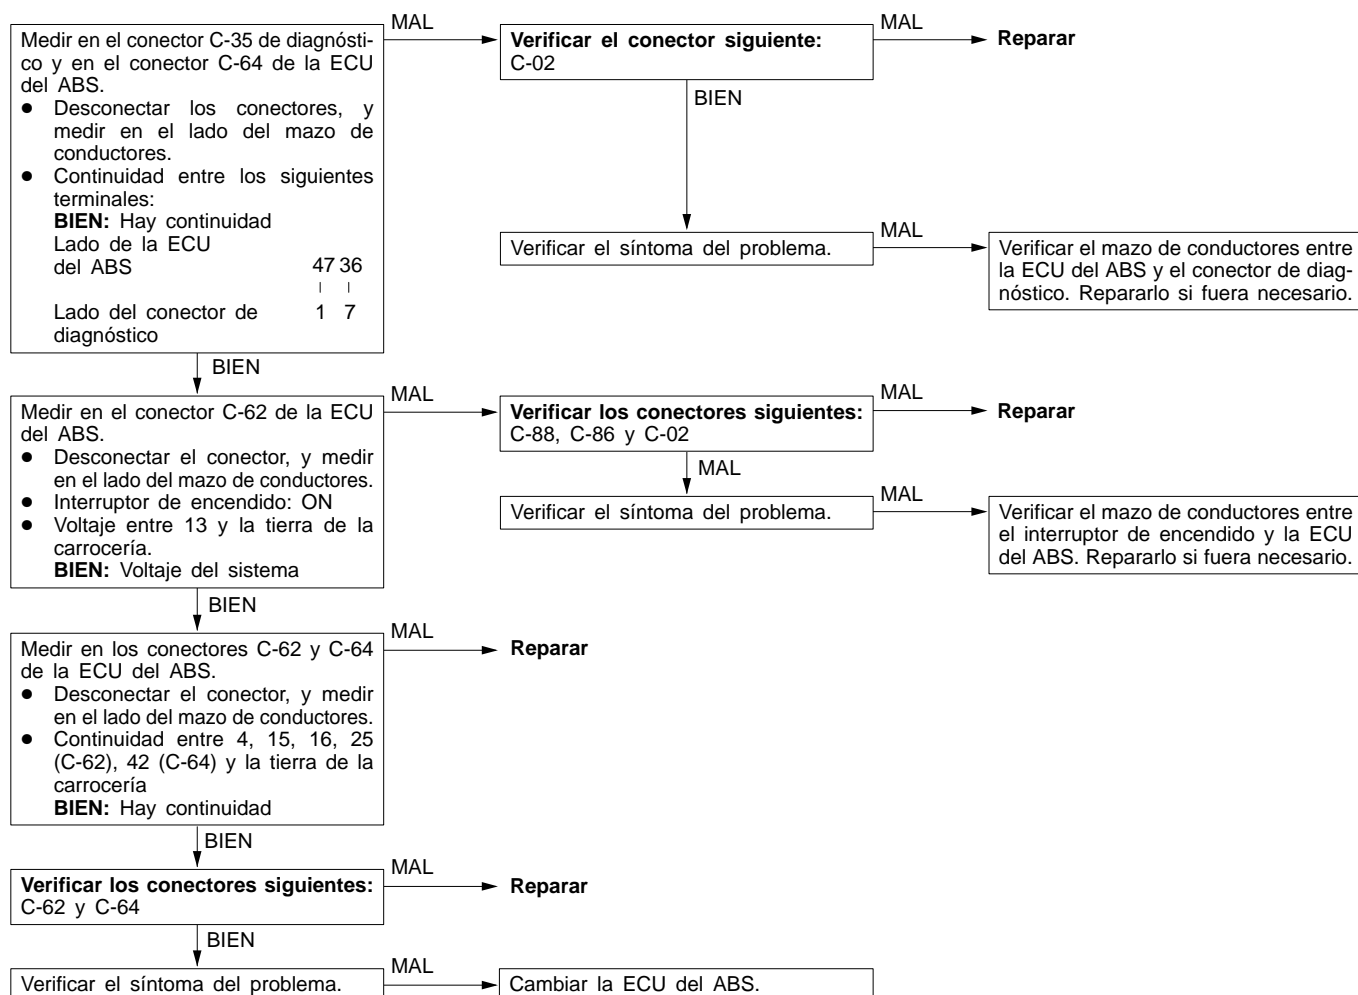 MAL
MAL
Medir en el conector C-35 de diagnósti-
co y en el conector C-64 de la ECU
del ABS.
● Desconectar los conectores, y
medir en el lado del mazo de
conductores.
● Continuidad entre los siguientes
terminales:
BIEN: Hay continuidad
Lado de la ECU
del ABS 47 36
Lado del conector de 1 7
diagnóstico
Verificar el conector siguiente:
C-02
Reparar
BIEN
MAL
Verificar el síntoma del problema.
Verificar el mazo de conductores entre
la ECU del ABS y el conector de diag-
nóstico. Repararlo si fuera necesario.
BIEN
MAL
MAL
Medir en el conector C-62 de la ECU
del ABS.
● Desconectar el conector, y medir
en el lado del mazo de conductores.
● Interruptor de encendido: ON
● Voltaje entre 13 y la tierra de la
carrocería.
BIEN: Voltaje del sistema
Verificar los conectores siguientes:
C-88, C-86 y C-02
Reparar
MAL
MAL
Verificar el síntoma del problema.
Verificar el mazo de conductores entre
el interruptor de encendido y la ECU
del ABS. Repararlo si fuera necesario.
BIEN
MAL
Medir en los conectores C-62 y C-64
de la ECU del ABS.
● Desconectar el conector, y medir
en el lado del mazo de conductores.
● Continuidad entre 4, 15, 16, 25
(C-62), 42 (C-64) y la tierra de la
carrocería
BIEN: Hay continuidad
Reparar
BIEN
MAL
Verificar los conectores siguientes:
C-62 y C-64
Reparar
BIEN
MAL
Verificar el síntoma del problema.
Cambiar la ECU del ABS.